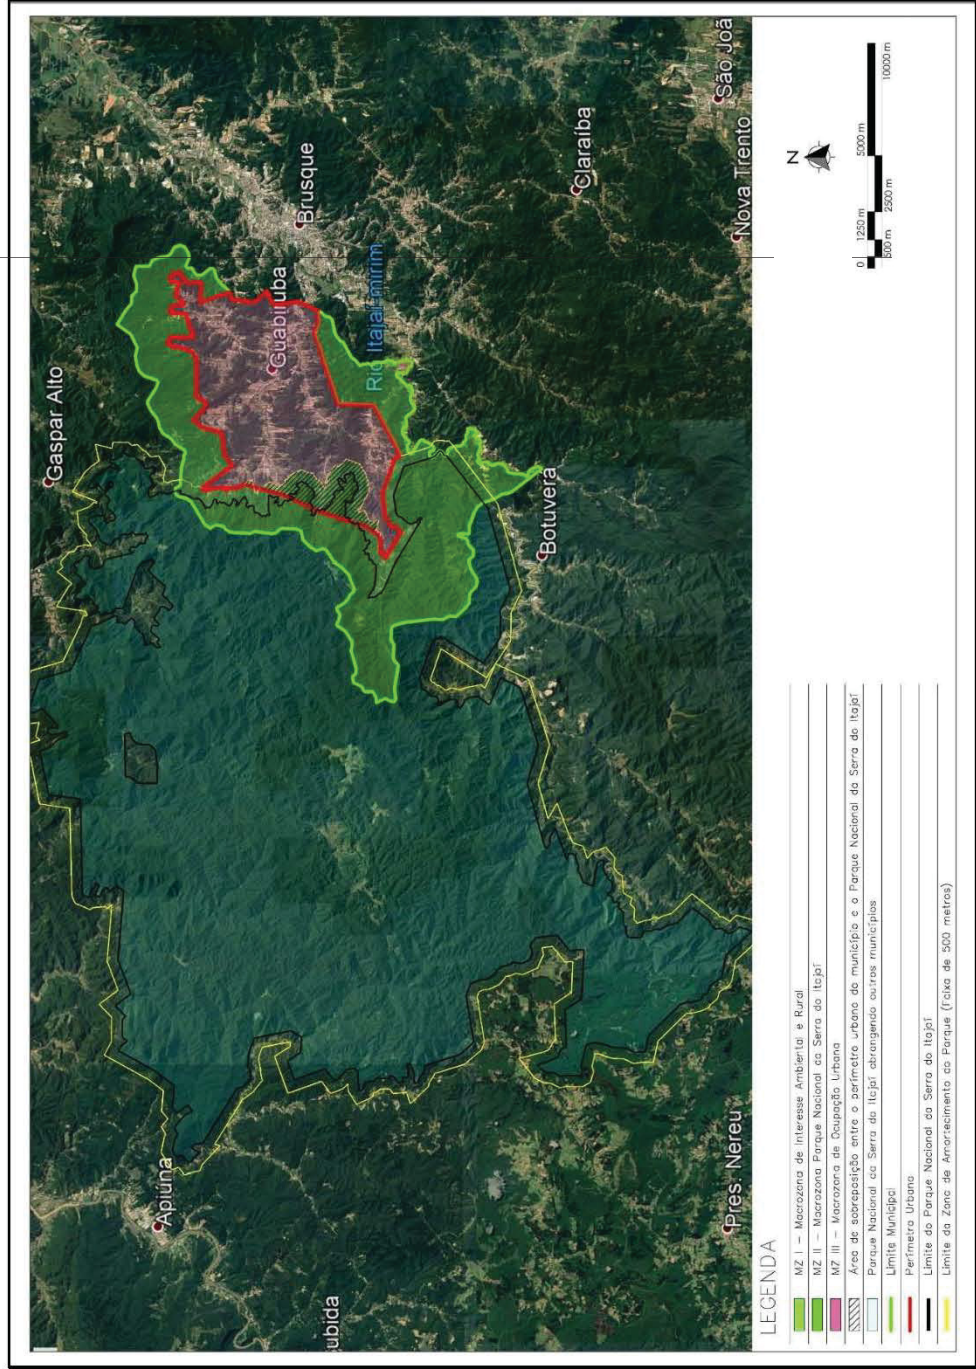 Gaspar Alto
Brusque
Guabiruba
Rio Itajaí-mirim
Claraíba
São Joã
Nova Trento
Botuvera
Apiúna
Pres Nereu
ubida
N
0
500 m
1250 m
2500 m
5000 m
10000 m
LEGENDA
MZ I – Macrozona de Interesse Ambiental e Rural
MZ II – Macrozona Parque Nacional da Serra do Itajaí
MZ III – Macrozona de Ocupação Urbana
Área de sobreposição entre o perímetro urbano do município e o Parque Nacional da Serra do Itajaí
Parque Nacional da Serra do Itajaí abrangendo outros municípios
Limite Municipal
Perímetro Urbano
Limite do Parque Nacional da Serra do Itajaí
Limite da Zona de Amortecimento do Parque (Faixa de 500 metros)